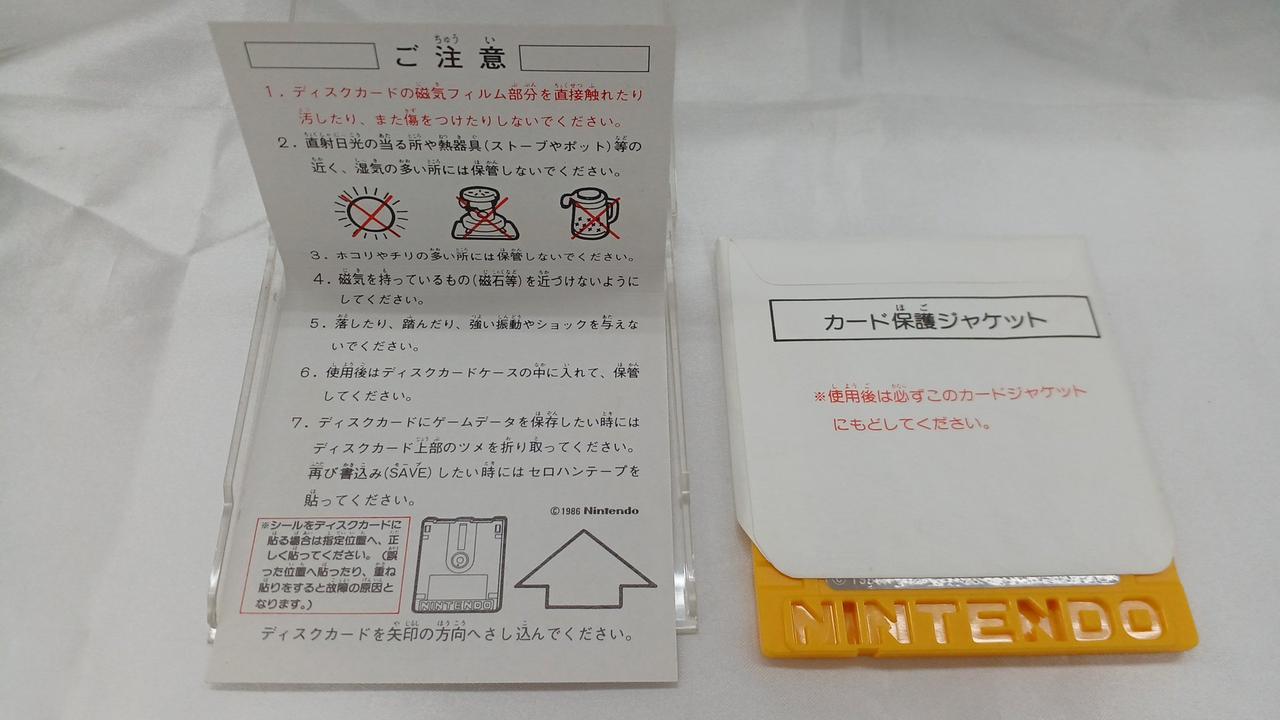 ご注意
1. ディスクカードの磁気フィルム部分を直接触れたり
汚したり、また傷をつけたりしないでください。
2. 直射日光の当る所や熱器具(ストーブやポット)等の
近く、湿気の多い所には保管しないでください。
3. ホコリやチリの多い所には保管しないでください。
4. 磁気を持っているもの(磁石等)を近づけないように
してください。
5. 落したり、踏んだり、強い振動やショックを与えな
いでください。
6. 使用後はディスクカードケースの中に入れて、保管
してください。
7. ディスクカードにゲームデータを保存したい時には
ディスクカード上部のツメを折り取ってください。
再び書込み(SAVE)したい時にはセロハンテープを
貼ってください。
©1986 Nintendo
※シールをディスクカードに
貼る場合は指定位置へ、正
しく貼ってください。(誤
った位置へ貼ったり、重ね
貼りをすると故障の原因と
なります。)
NINTENDO
ディスクカードを矢印の方向へさし込んでください。
カード保護ジャケット
※使用後は必ずこのカードジャケット
にもどしてください。
NINTENDO